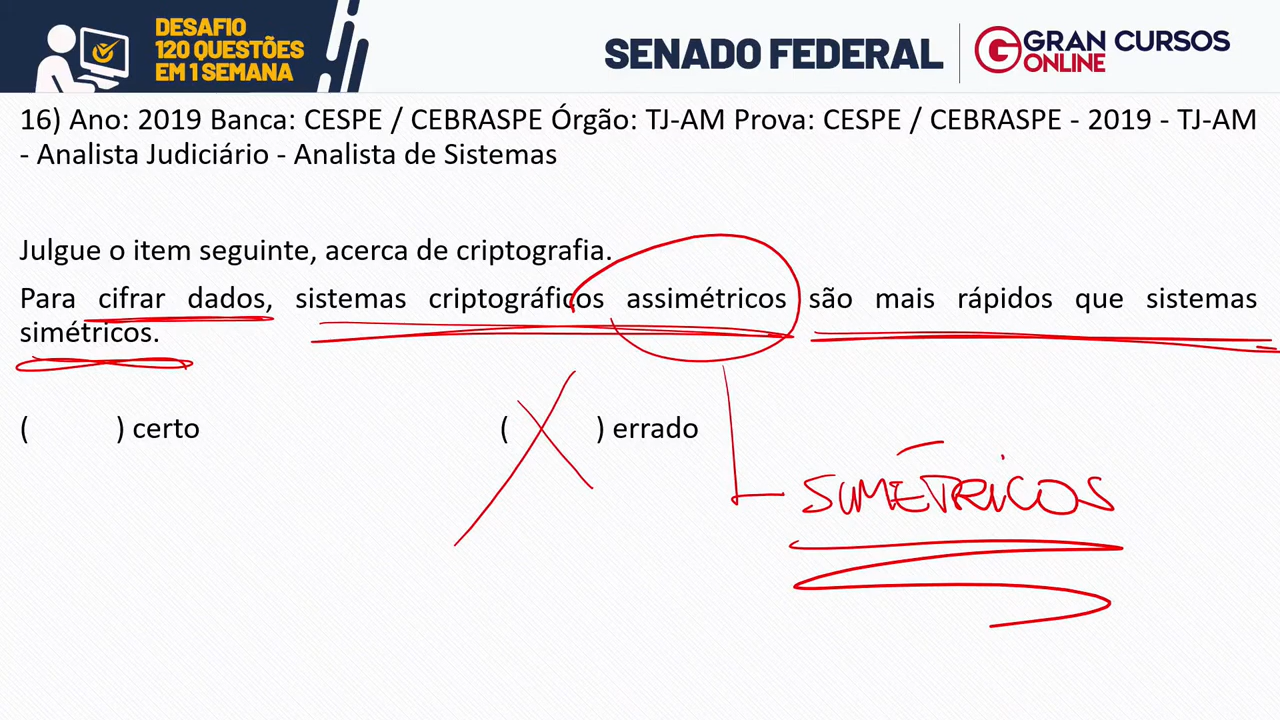 DESAFIO
120 QUESTÕES
EM 1 SEMANA
SENADO FEDERAL
GRAN CURSOS
ONLINE
16) Ano: 2019 Banca: CESPE / CEBRASPE Órgão: TJ-AM Prova: CESPE / CEBRASPE - 2019 - TJ-AM
- Analista Judiciário - Analista de Sistemas
Julgue o item seguinte, acerca de criptografia.
Para cifrar dados, sistemas criptográficos assimétricos são mais rápidos que sistemas
simétricos.
( ) certo ( X ) errado
SIMÉTRICOS